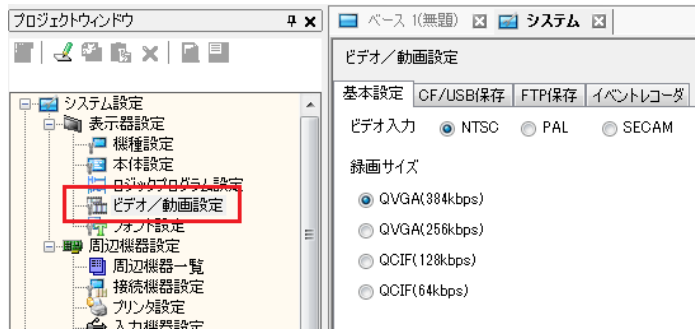 プロジェクトウィンドウ
システム設定
表示器設定
機種設定
本体設定
ロジックプログラム設定
ビデオ／動画設定
フォント設定
周辺機器設定
周辺機器一覧
接続機器設定
プリンタ設定
入力機器設定
ベース 1(無題)
システム
ビデオ／動画設定
基本設定 CF/USB保存 FTP保存 イベントレコーダ
ビデオ入力 NTSC PAL SECAM
録画サイズ
QVGA(384kbps)
QVGA(256kbps)
QCIF(128kbps)
QCIF(64kbps)